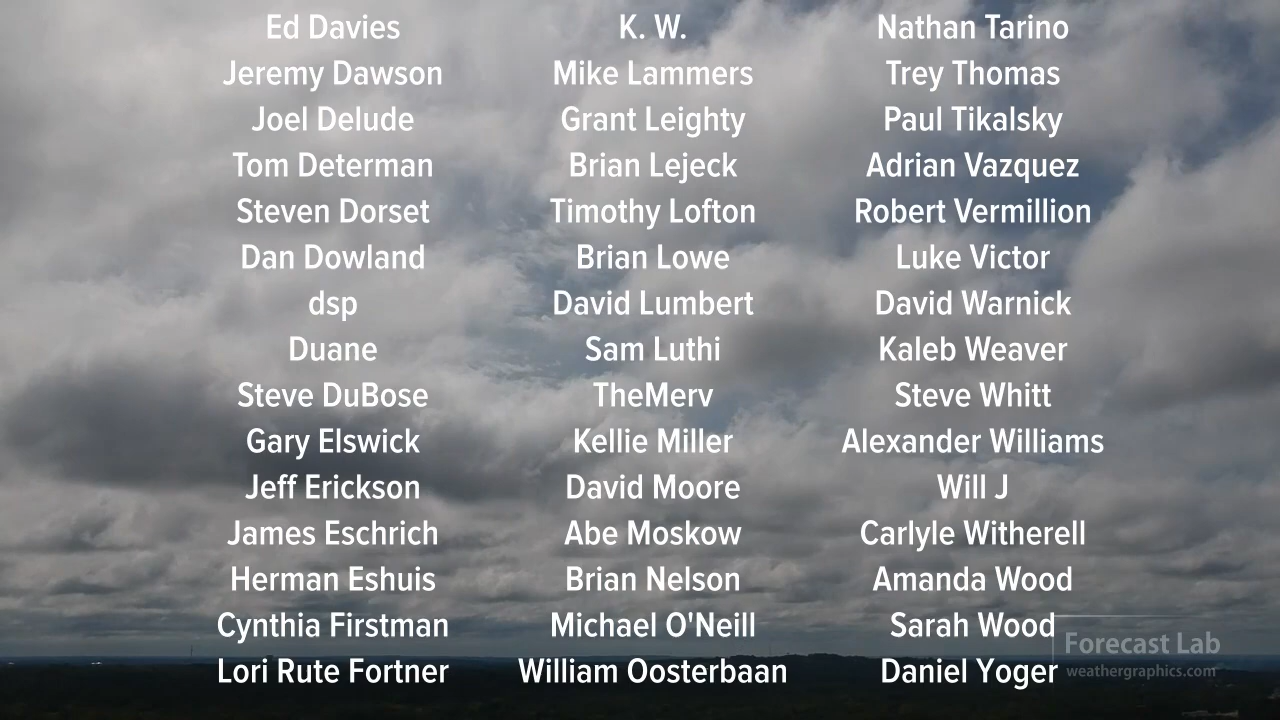 Ed Davies
Jeremy Dawson
Joel Delude
Tom Determan
Steven Dorset
Dan Dowland
dsp
Duane
Steve DuBose
Gary Elswick
Jeff Erickson
James Eschrich
Herman Eshuis
Cynthia Firstman
Lori Rute Fortner
K. W.
Mike Lammers
Grant Leighty
Brian Lejeck
Timothy Lofton
Brian Lowe
David Lumbert
Sam Luthi
TheMerv
Kellie Miller
David Moore
Abe Moskow
Brian Nelson
Michael O'Neill
William Oosterbaan
Nathan Tarino
Trey Thomas
Paul Tikalsky
Adrian Vazquez
Robert Vermillion
Luke Victor
David Warnick
Kaleb Weaver
Steve Whitt
Alexander Williams
Will J
Carlyle Witherell
Amanda Wood
Sarah Wood
Daniel Yoger
Forecast Lab
weathergraphics.com